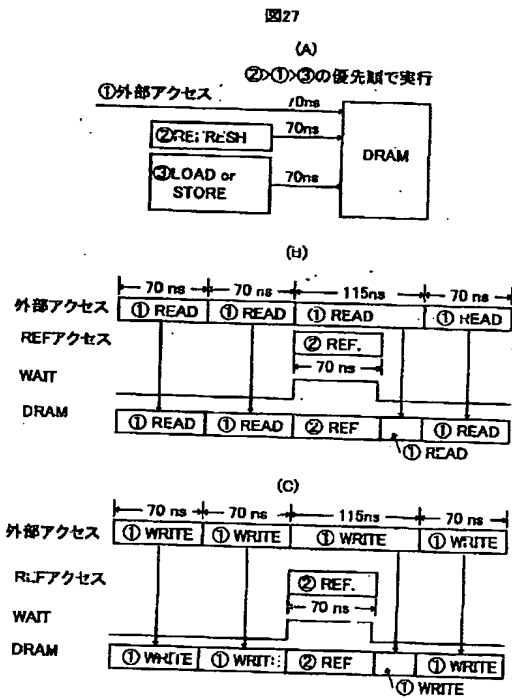 図27
(A)
②>①>③の優先順で実行
①外部アクセス 70ns
②REFRESH 70ns
③LOAD or STORE 70ns
DRAM
(B)
70 ns 70 ns 115ns 70 ns
外部アクセス ① READ ① READ ① READ ① READ
REFアクセス ② REF.
70 ns
WAIT
DRAM ① READ ① READ ② REF ① READ
① READ
(C)
70 ns 70 ns 115ns 70 ns
外部アクセス ① WRITE ① WRITE ① WRITE ① WRITE
REFアクセス ② REF.
70 ns
WAIT
DRAM ① WRITE ① WRITE ② REF ① WRITE
① WRITE